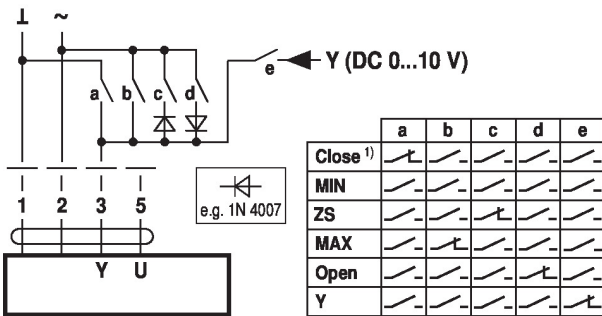 ⊥ ~
a b c d e Y (DC 0...10 V)
1 2 3 5
e.g. 1N 4007
Y U
a b c d e
Close 1)
MIN
ZS
MAX
Open
Y